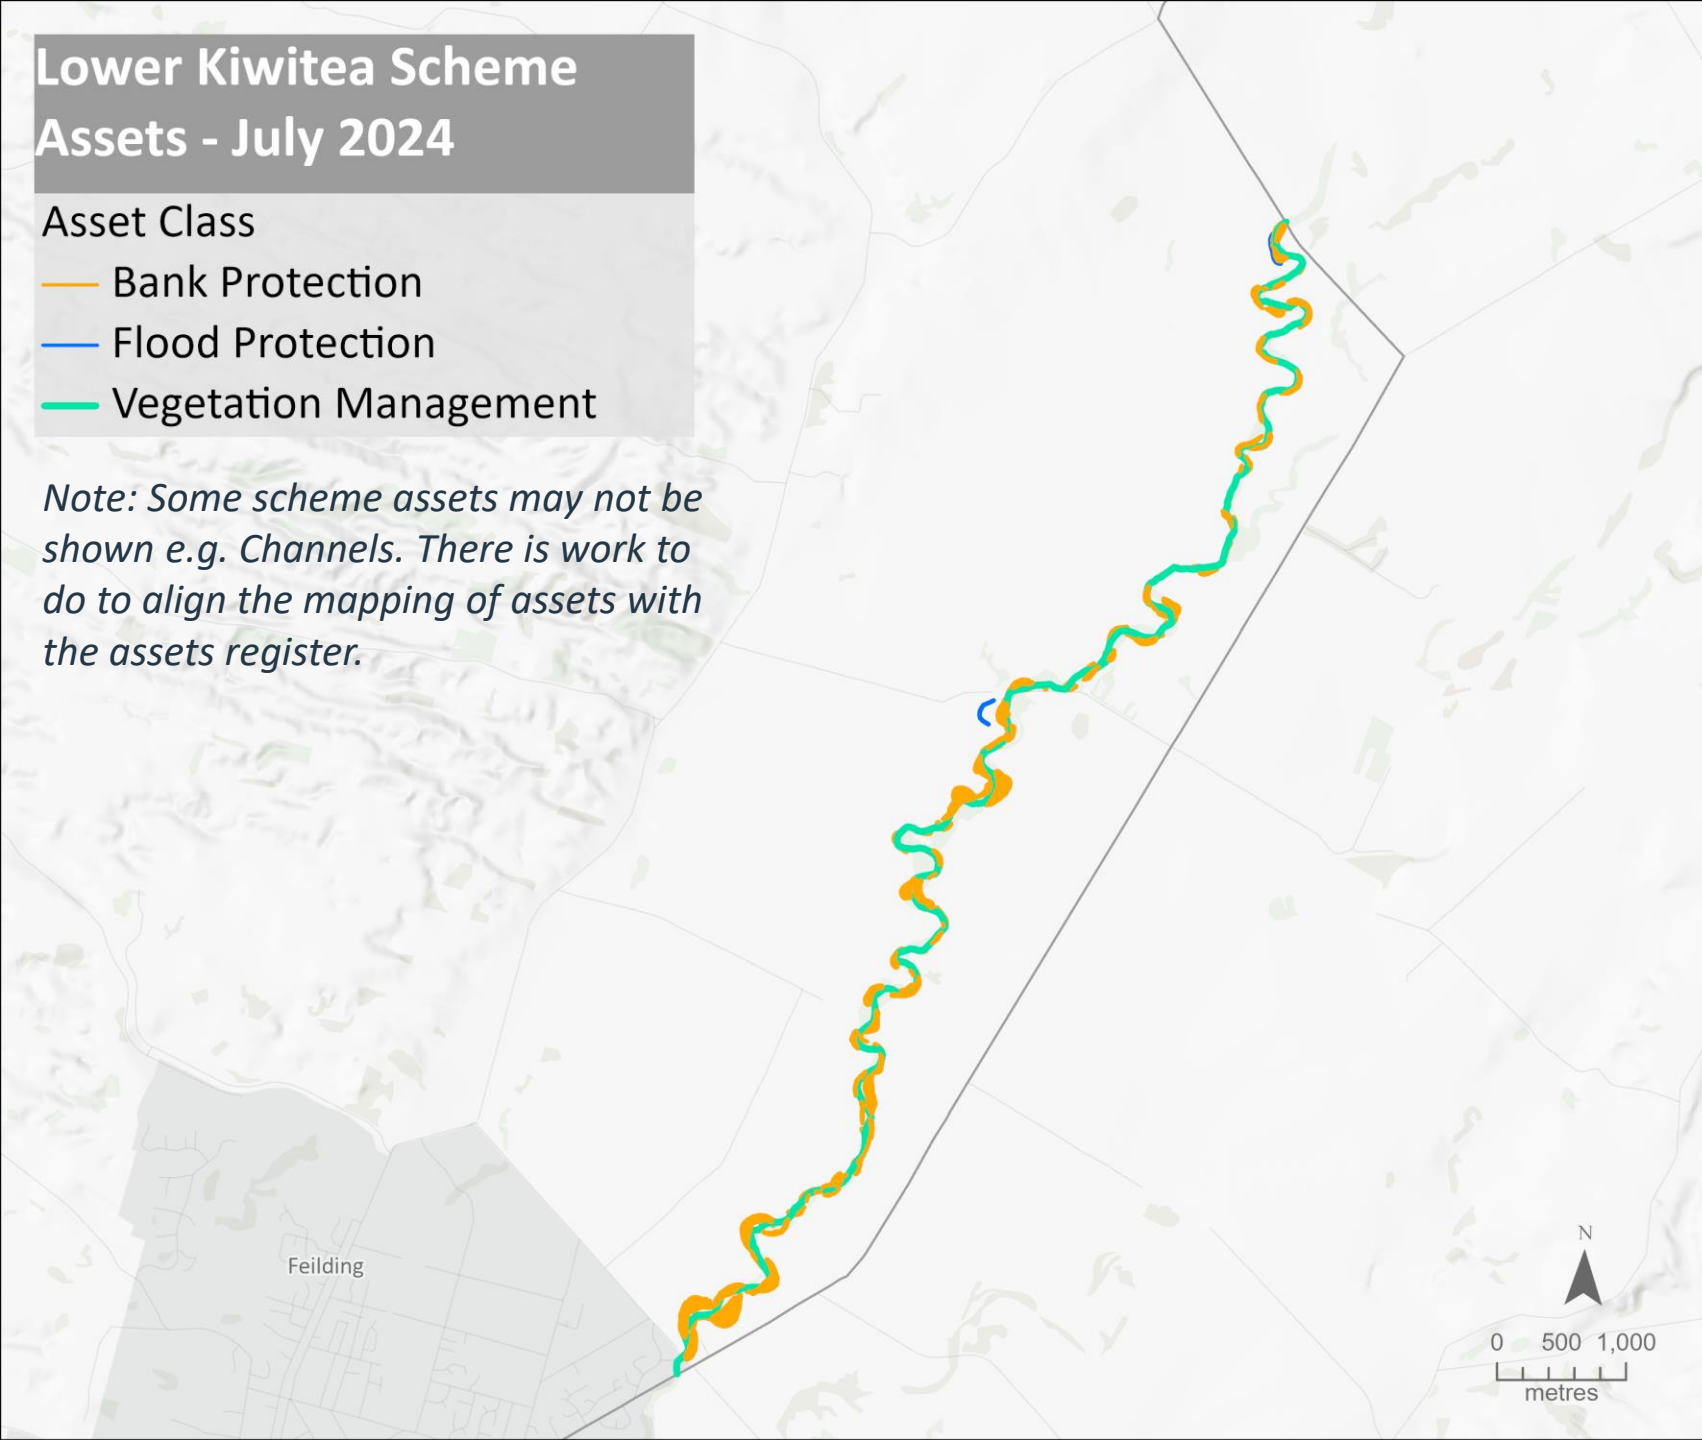 Lower Kiwitea Scheme
Assets - July 2024
Asset Class
Bank Protection
Flood Protection
Vegetation Management
Note: Some scheme assets may not be
shown e.g. Channels. There is work to
do to align the mapping of assets with
the assets register.
Feilding
N
0 500 1,000
metres